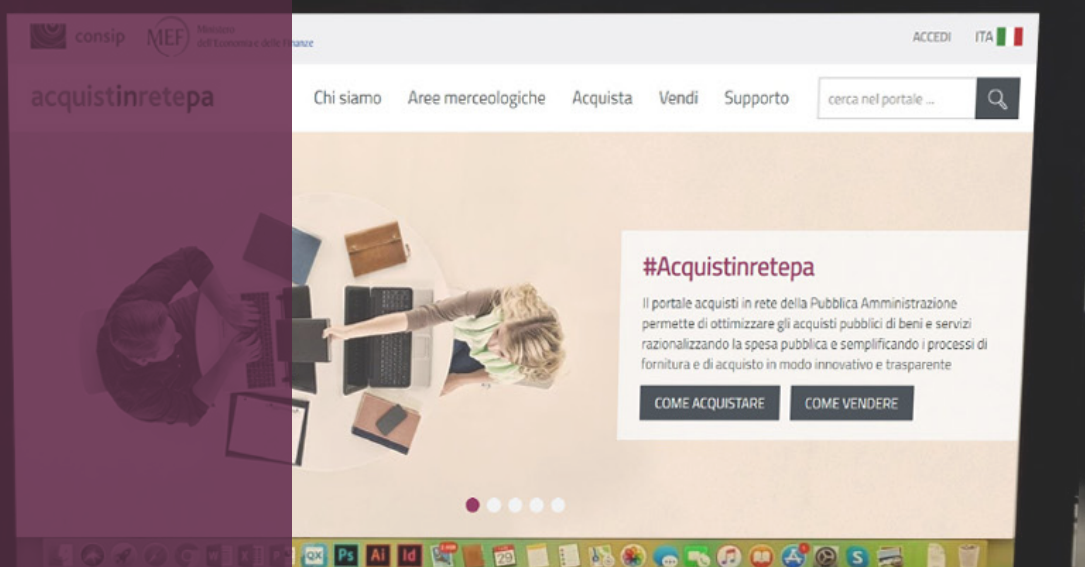 consip MEF Ministero
dell'Economia e delle Finanze
ACCEDI ITA
acquistinretepa
Chi siamo Aree merceologiche Acquista Vendi Supporto cerca nel portale ...
#Acquistinretepa
Il portale acquisti in rete della Pubblica Amministrazione
permette di ottimizzare gli acquisti pubblici di beni e servizi
razionalizzando la spesa pubblica e semplificando i processi di
fornitura e di acquisto in modo innovativo e trasparente
COME ACQUISTARE COME VENDERE
QX Ps Ai Id 29 S